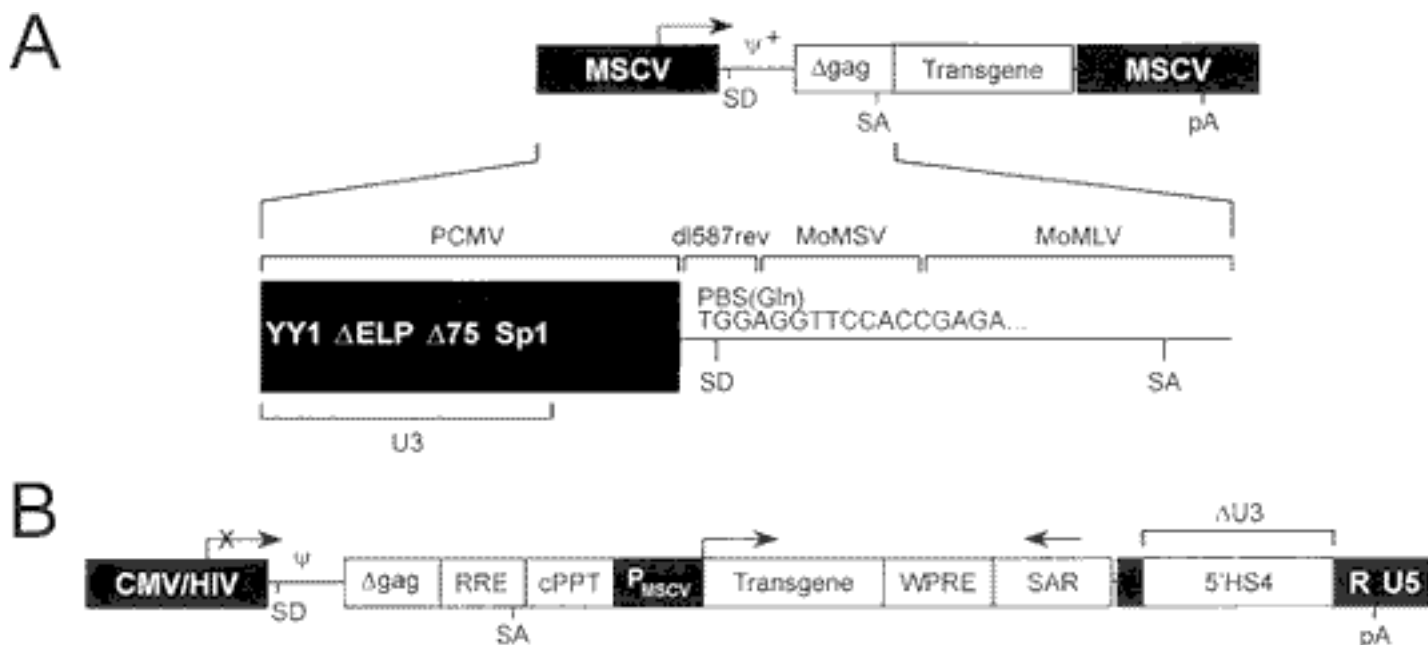 A
ψ+
MSCV Δgag Transgene MSCV
SD SA pA
PCMV dl587rev MoMSV MoMLV
PBS(Gln)
YY1 ΔELP Δ75 Sp1 TGGAGGTTCCACCGAGA...
SD SA
U3
B
X ψ ΔU3
CMV/HIV Δgag RRE cPPT PMSCV Transgene WPRE SAR 5'HS4 R U5
SD SA pA